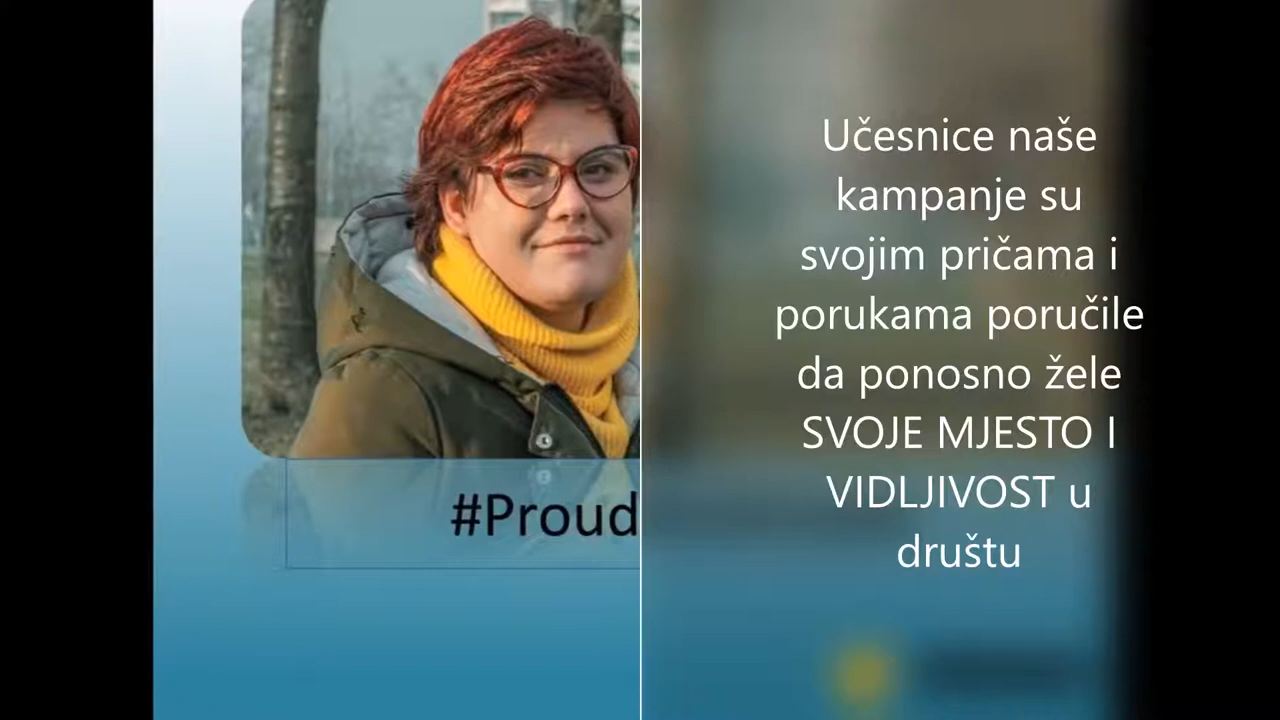 #Proud
Učesnice naše
kampanje su
svojim pričama i
porukama poručile
da ponosno žele
SVOJE MJESTO I
VIDLJIVOST u
društu